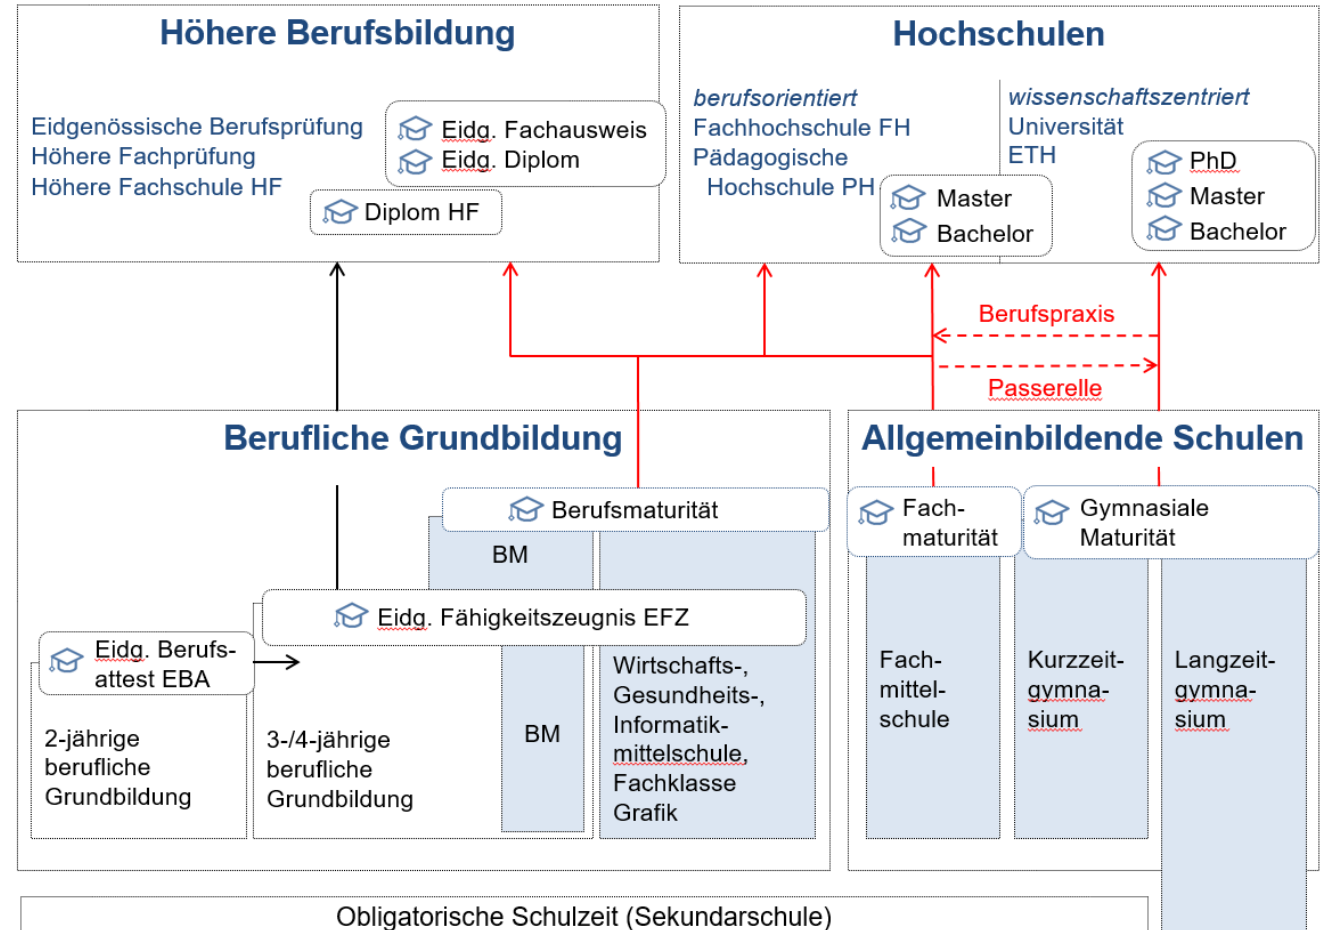 Höhere Berufsbildung
Eidgenössische Berufsprüfung
Höhere Fachprüfung
Höhere Fachschule HF
Eidg. Fachausweis
Eidg. Diplom
Diplom HF
Hochschulen
berufsorientiert
Fachhochschule FH
Pädagogische
Hochschule PH
Master
Bachelor
wissenschaftszentriert
Universität
ETH
PhD
Master
Bachelor
Berufspraxis
Passerelle
Berufliche Grundbildung
Berufsmaturität
BM
Eidg. Fähigkeitszeugnis EFZ
Eidg. Berufs-
attest EBA
2-jährige
berufliche
Grundbildung
3-/4-jährige
berufliche
Grundbildung
BM
Wirtschafts-,
Gesundheits-,
Informatik-
mittelschule,
Fachklasse
Grafik
Allgemeinbildende Schulen
Fach-
maturität
Gymnasiale
Maturität
Fach-
mittel-
schule
Kurzzeit-
gymna-
sium
Langzeit-
gymna-
sium
Obligatorische Schulzeit (Sekundarschule)